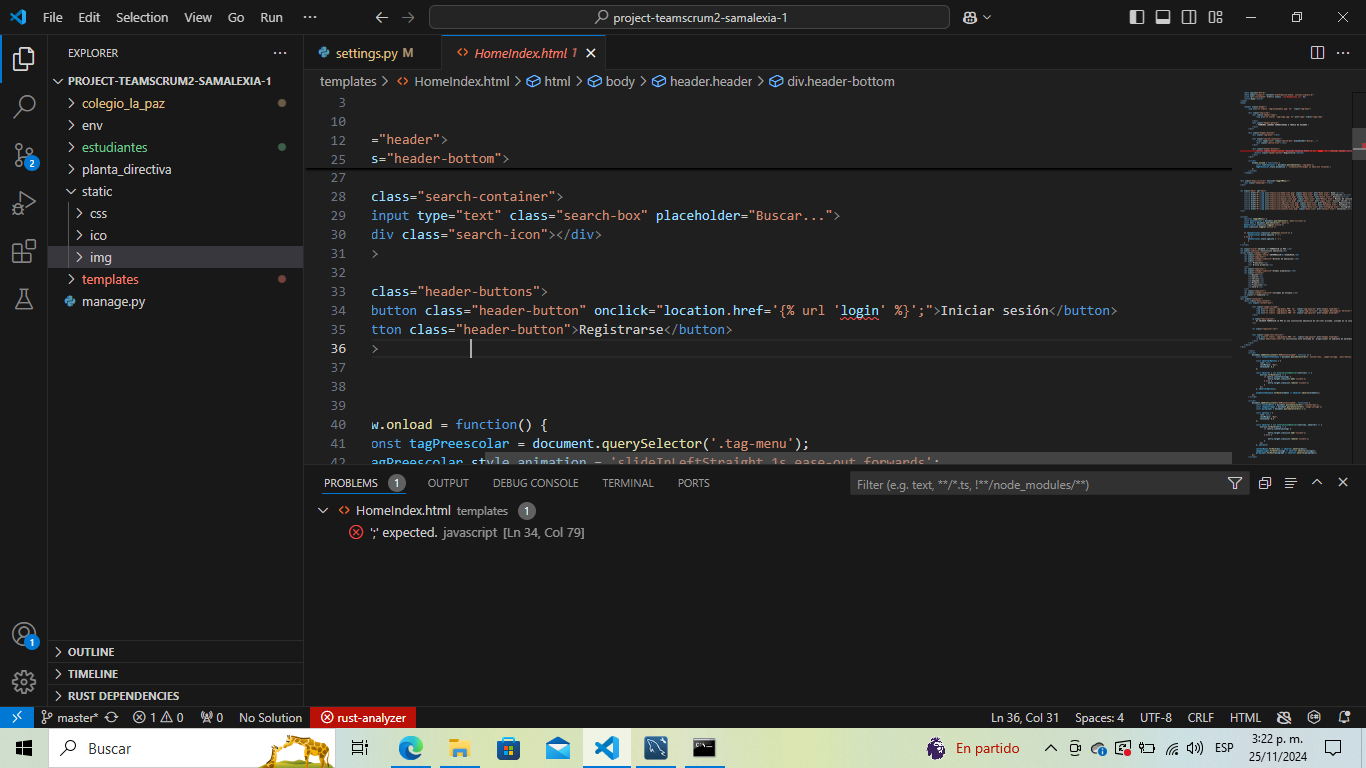 File Edit Selection View Go Run ··· project-teamscrum2-samalexia-1
EXPLORER ···
PROJECT-TEAMSCRUM2-SAMALEXIA-1
colegio_la_paz
env
estudiantes
planta_directiva
static
css
ico
img
templates
manage.py
OUTLINE
TIMELINE
RUST DEPENDENCIES
settings.py M HomeIndex.html 1
templates > HomeIndex.html > html > body > header.header > div.header-bottom
3
10
12 ="header">
25 s="header-bottom">
27
28 class="search-container">
29 input type="text" class="search-box" placeholder="Buscar...">
30 div class="search-icon"></div>
31 >
32
33 class="header-buttons">
34 button class="header-button" onclick="location.href='{% url 'login' %}';">Iniciar sesión</button>
35 tton class="header-button">Registrarse</button>
36 >
37
38
39
40 w.onload = function() {
41 onst tagPreescolar = document.querySelector('.tag-menu');
42 agPreescolar.style.animation = 'slideInLeftStraight 1s ease-out forwards';
PROBLEMS 1 OUTPUT DEBUG CONSOLE TERMINAL PORTS Filter (e.g. text, **/*.ts, !**/node_modules/**)
HomeIndex.html templates 1
';' expected. javascript [Ln 34, Col 79]
2
1
master* 1 0 0 No Solution rust-analyzer Ln 36, Col 31 Spaces: 4 UTF-8 CRLF HTML
Buscar En partido ESP 3:22 p. m.
25/11/2024